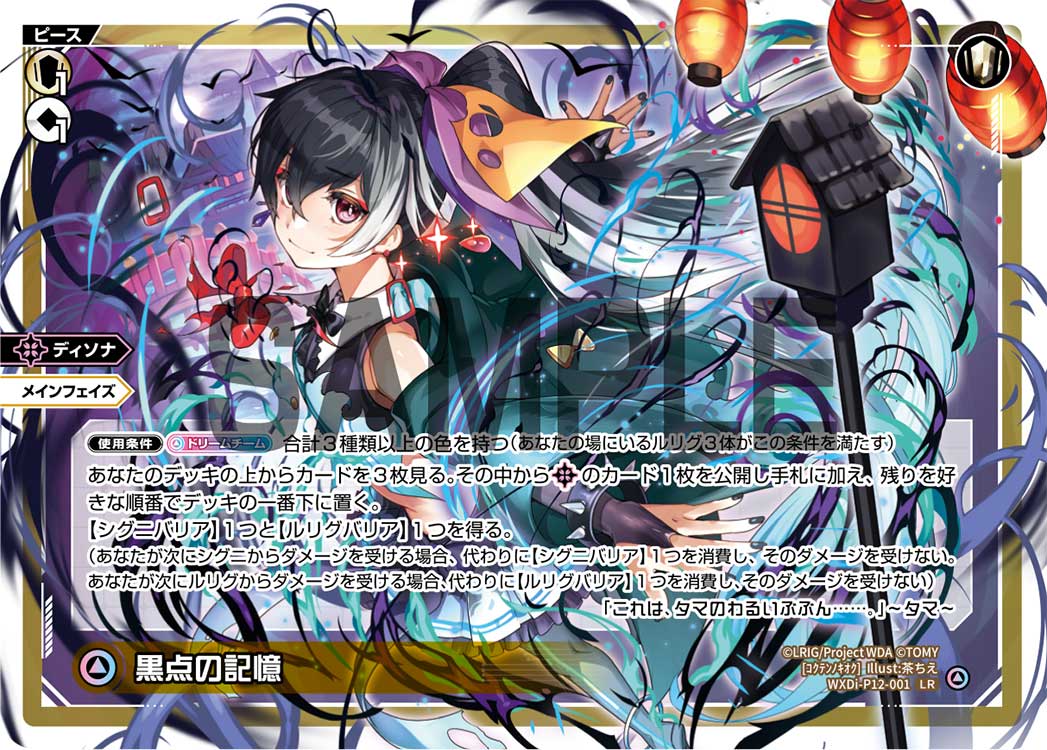 ピース
1
1
ディソナ
メインフェイズ
SAMPLE
使用条件 ドリームチーム 合計3種類以上の色を持つ(あなたの場にいるルリグ3体がこの条件を満たす)
あなたのデッキの上からカードを3枚見る。その中から のカード1枚を公開し手札に加え、残りを好
きな順番でデッキの一番下に置く。
【シグニバリア】1つと【ルリグバリア】1つを得る。
(あなたが次にシグニからダメージを受ける場合、代わりに【シグニバリア】1つを消費し、そのダメージを受けない。
あなたが次にルリグからダメージを受ける場合、代わりに【ルリグバリア】1つを消費し、そのダメージを受けない)
「これは、タマのわるいぶぶん……。」~タマ~
黒点の記憶
©LRIG/Project WDA ©TOMY
[コクテンノキオク] Illust:茶ちえ
WXDi-P12-001 LR